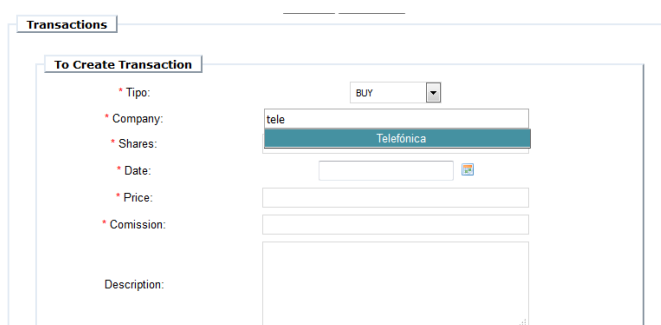 Transactions
To Create Transaction
* Tipo: BUY
* Company: tele
Telefónica
* Shares:
* Date:
* Price:
* Comission:
Description: